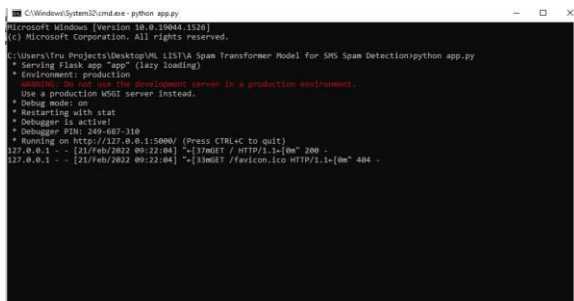 C:\Windows\System32\cmd.exe - python app.py
Microsoft Windows [Version 10.0.19044.1526]
(c) Microsoft Corporation. All rights reserved.
C:\Users\Tru Projects\Desktop\ML LIST\A Spam Transformer Model for SMS Spam Detection>python app.py
* Serving Flask app "app" (lazy loading)
* Environment: production
WARNING: Do not use the development server in a production environment.
Use a production WSGI server instead.
* Debug mode: on
* Restarting with stat
* Debugger is active!
* Debugger PIN: 249-687-310
* Running on http://127.0.0.1:5000/ (Press CTRL+C to quit)
127.0.0.1 - - [21/Feb/2022 09:22:04] "←[37mGET / HTTP/1.1←[0m" 200 -
127.0.0.1 - - [21/Feb/2022 09:22:04] "←[33mGET /favicon.ico HTTP/1.1←[0m" 404 -